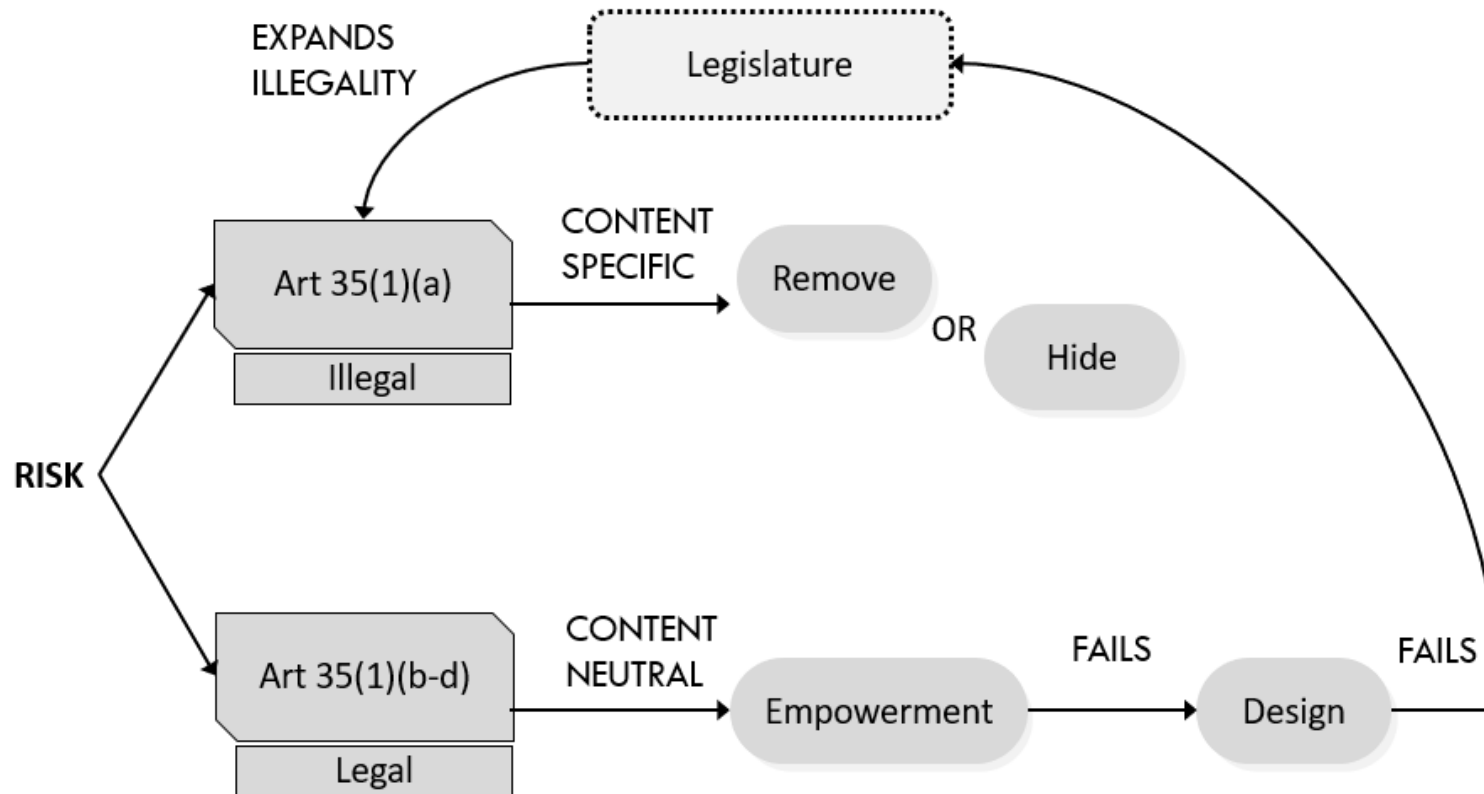 EXPANDS
ILLEGALITY
Legislature
CONTENT
SPECIFIC
Art 35(1)(a)
Remove
OR
Hide
Illegal
RISK
CONTENT
NEUTRAL
FAILS
FAILS
Art 35(1)(b-d)
Empowerment
Design
Legal